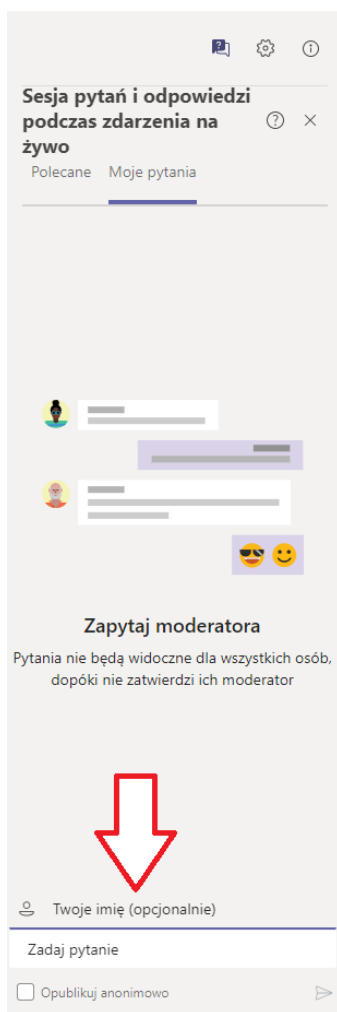 Sesja pytań i odpowiedzi
podczas zdarzenia na
żywo
Polecane Moje pytania
Zapytaj moderatora
Pytania nie będą widoczne dla wszystkich osób,
dopóki nie zatwierdzi ich moderator
Twoje imię (opcjonalnie)
Zadaj pytanie
Opublikuj anonimowo